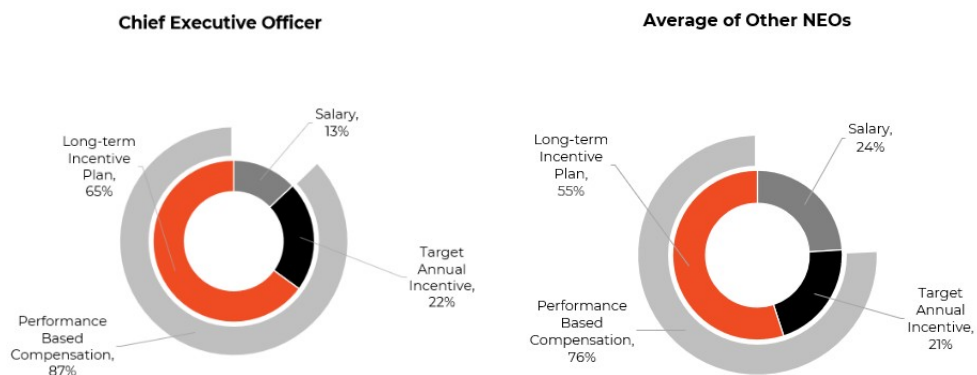 Chief Executive Officer
Salary,
13%
Long-term
Incentive
Plan,
65%
Target
Annual
Incentive,
22%
Performance
Based
Compensation,
87%
Average of Other NEOs
Salary,
24%
Long-term
Incentive
Plan,
55%
Target
Annual
Incentive,
21%
Performance
Based
Compensation,
76%